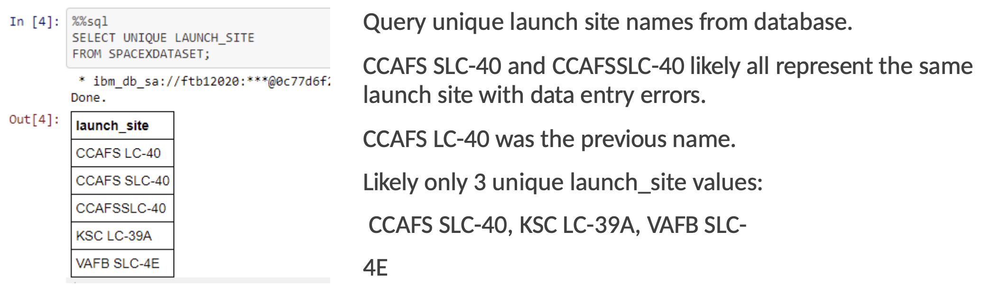 In [4]:
%%sql
SELECT UNIQUE LAUNCH_SITE
FROM SPACEXDATASET;
* ibm_db_sa://ftb12020:***@0c77d6f
Done.
Out[4]:
launch_site
CCAFS LC-40
CCAFS SLC-40
CCAFSSLC-40
KSC LC-39A
VAFB SLC-4E
Query unique launch site names from database.
CCAFS SLC-40 and CCAFSSLC-40 likely all represent the same
launch site with data entry errors.
CCAFS LC-40 was the previous name.
Likely only 3 unique launch_site values:
CCAFS SLC-40, KSC LC-39A, VAFB SLC-
4E